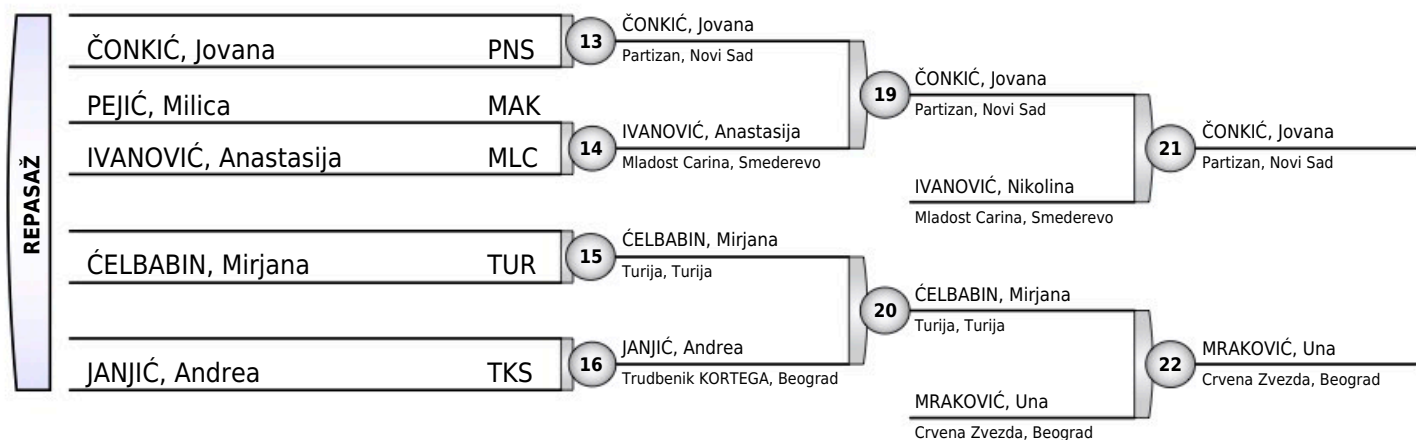 REPASAŽ
ČONKIĆ, Jovana PNS
PEJIĆ, Milica MAK
IVANOVIĆ, Anastasija MLC
ĆELBABIN, Mirjana TUR
JANJIĆ, Andrea TKS
13
ČONKIĆ, Jovana
Partizan, Novi Sad
14
IVANOVIĆ, Anastasija
Mladost Carina, Smederevo
15
ĆELBABIN, Mirjana
Turija, Turija
16
JANJIĆ, Andrea
Trudbenik KORTEGA, Beograd
19
ČONKIĆ, Jovana
Partizan, Novi Sad
IVANOVIĆ, Nikolina
Mladost Carina, Smederevo
20
ĆELBABIN, Mirjana
Turija, Turija
MRAKOVIĆ, Una
Crvena Zvezda, Beograd
21
ČONKIĆ, Jovana
Partizan, Novi Sad
22
MRAKOVIĆ, Una
Crvena Zvezda, Beograd